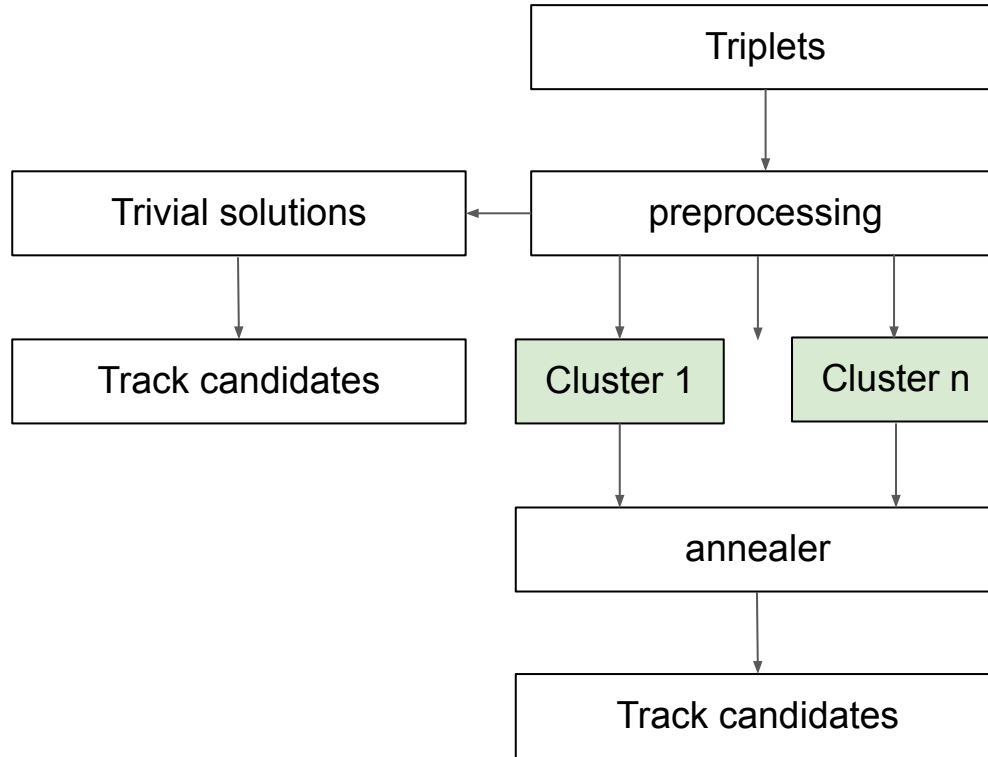 Triplets
Trivial solutions
preprocessing
Track candidates
Cluster 1
Cluster n
annealer
Track candidates